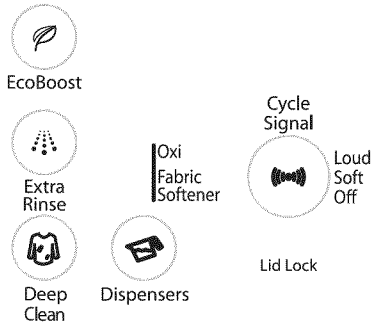 EcoBoost
Extra
Rinse
Deep
Clean
Oxi
Fabric
Softener
Dispensers
Cycle
Signal
Loud
Soft
Off
Lid Lock